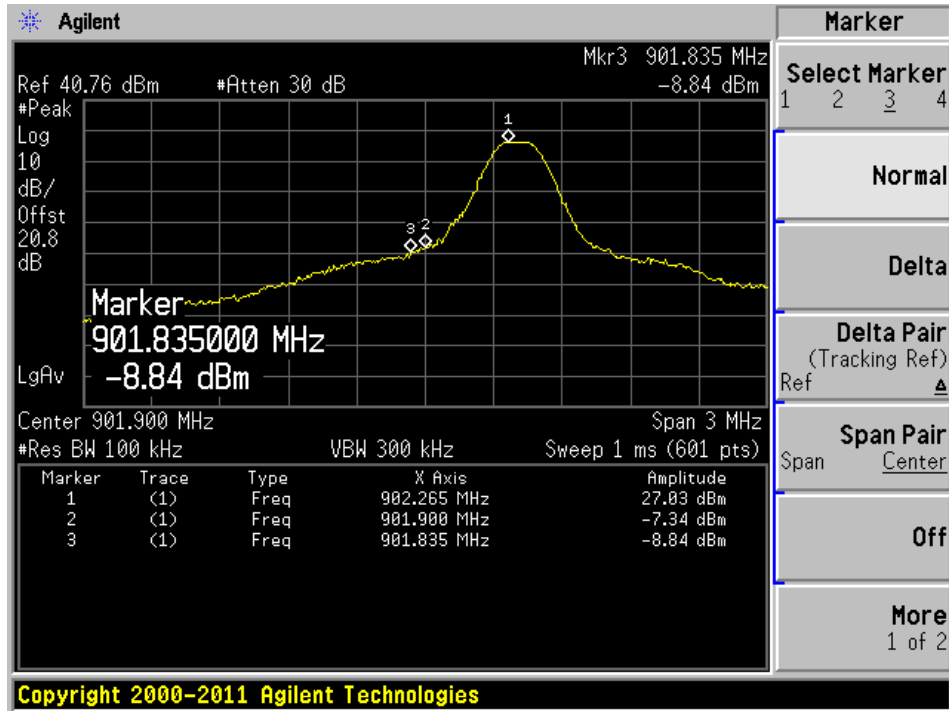 Agilent
Marker
Mkr3 901.835 MHz
Ref 40.76 dBm #Atten 30 dB -8.84 dBm
#Peak
Log
10
dB/
Offst
20.8
dB
LgAv
1
3 2
Marker
901.835000 MHz
-8.84 dBm
Center 901.900 MHz Span 3 MHz
#Res BW 100 kHz VBW 300 kHz Sweep 1 ms (601 pts)
Marker Trace Type X Axis Amplitude
1 (1) Freq 902.265 MHz 27.03 dBm
2 (1) Freq 901.900 MHz -7.34 dBm
3 (1) Freq 901.835 MHz -8.84 dBm
Select Marker
1 2 3 4
Normal
Delta
Delta Pair
(Tracking Ref)
Ref Δ
Span Pair
Span Center
Off
More
1 of 2
Copyright 2000-2011 Agilent Technologies